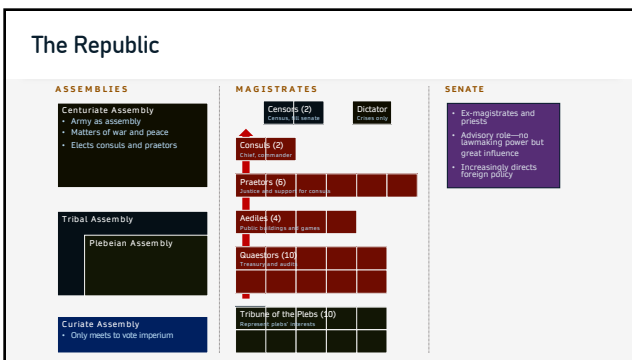 The Republic
ASSEMBLIES
Centuriate Assembly
• Army as assembly
• Matters of war and peace
• Elects consuls and praetors
Tribal Assembly
Plebeian Assembly
Curiate Assembly
• Only meets to vote imperium
MAGISTRATES
Censors (2)
Census, fill senate
Dictator
Crises only
Consuls (2)
Chief, commander
Praetors (6)
Justice and support for consuls
Aediles (4)
Public buildings and games
Quaestors (10)
Treasury and audits
Tribune of the Plebs (10)
Represent plebs' interests
SENATE
• Ex-magistrates and
priests
• Advisory role—no
lawmaking power but
great influence
• Increasingly directs
foreign policy